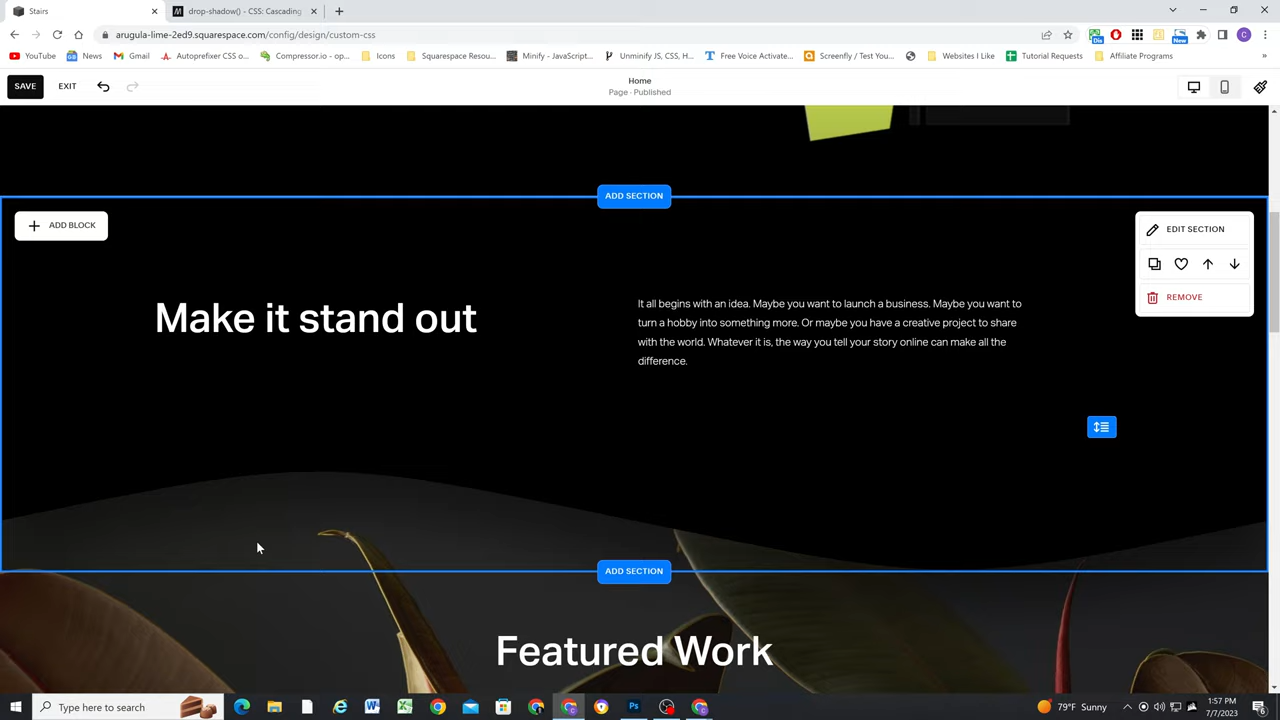 Stairs
drop-shadow() - CSS: Cascading
arugula-lime-2ed9.squarespace.com/config/design/custom-css
YouTube
News
Gmail
Autoprefixer CSS o...
Compressor.io - op...
Icons
Squarespace Resou...
Minify - JavaScript...
Unminify JS, CSS, H...
Free Voice Activate...
Screenfly / Test You...
Websites I Like
Tutorial Requests
Affiliate Programs
»
SAVE
EXIT
Home
Page · Published
ADD SECTION
ADD BLOCK
EDIT SECTION
REMOVE
Make it stand out
It all begins with an idea. Maybe you want to launch a business. Maybe you want to
turn a hobby into something more. Or maybe you have a creative project to share
with the world. Whatever it is, the way you tell your story online can make all the
difference.
ADD SECTION
Featured Work
Type here to search
79°F Sunny
1:57 PM
7/7/2023